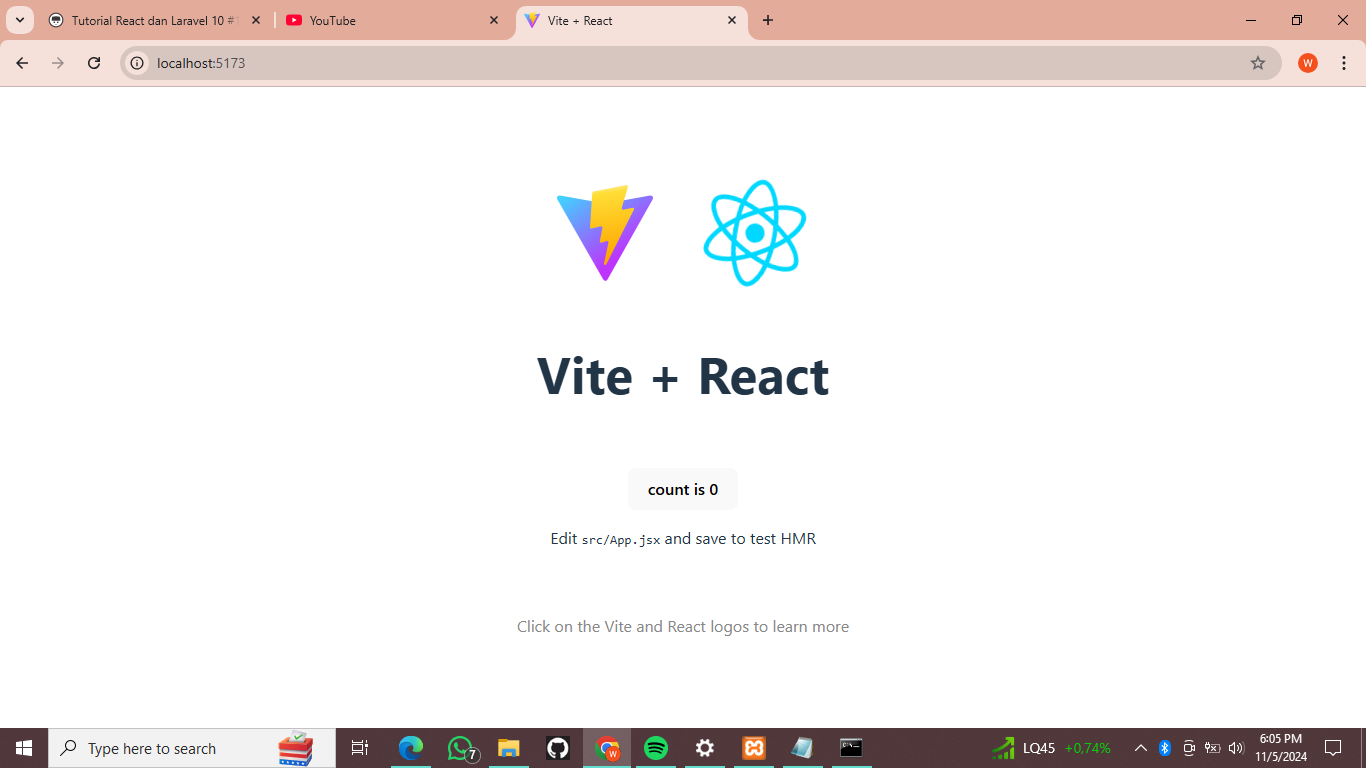 Tutorial React dan Laravel 10 #
YouTube
Vite + React
localhost:5173
W
Vite + React
count is 0
Edit src/App.jsx and save to test HMR
Click on the Vite and React logos to learn more
Type here to search
7
W
LQ45 +0,74%
6:05 PM
11/5/2024